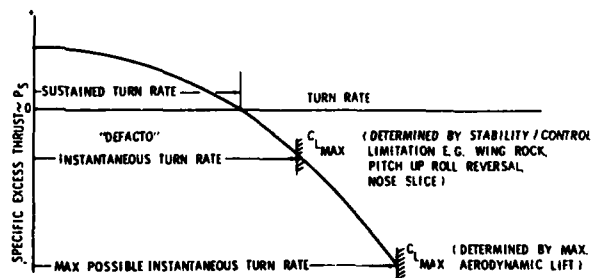 SPECIFIC EXCESS THRUST~ PS
SUSTAINED TURN RATE
TURN RATE
0
"DEFACTO"
INSTANTANEOUS TURN RATE
CLMAX
(DETERMINED BY STABILITY/CONTROL
LIMITATION E.G. WING ROCK,
PITCH UP ROLL REVERSAL,
NOSE SLICE)
MAX POSSIBLE INSTANTANEOUS TURN RATE
CLMAX
(DETERMINED BY MAX.
AERODYNAMIC LIFT)